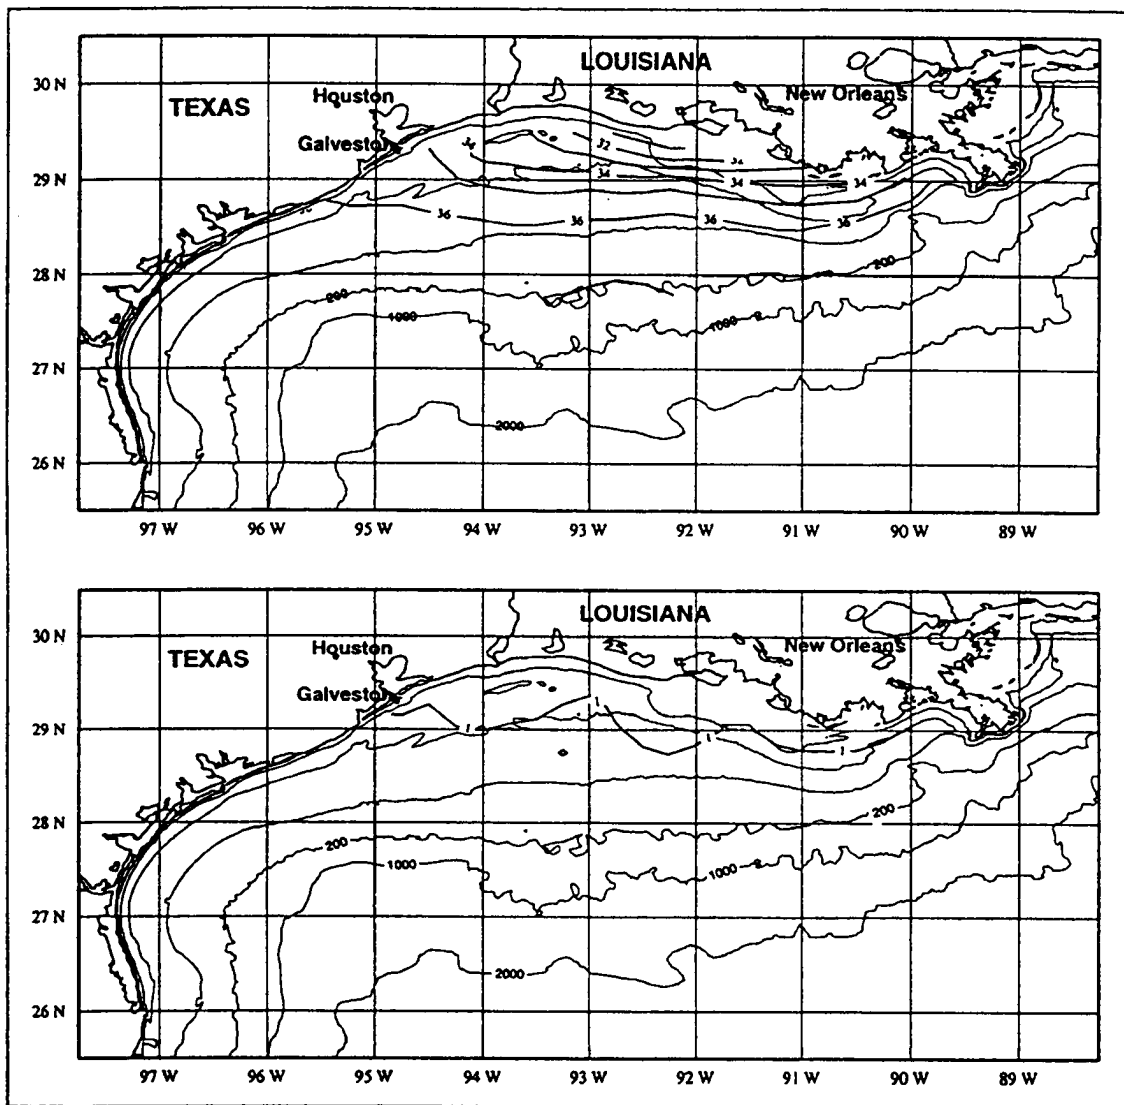 LOUISIANA
30 N
TEXAS
Houston
New Orleans
Galveston
34
32
34
34
34
29 N
36
36
36
36
28 N
200
200
1000
1000
27 N
2000
26 N
97 W 96 W 95 W 94 W 93 W 92 W 91 W 90 W 89 W
LOUISIANA
30 N
TEXAS
Houston
New Orleans
Galveston
1
1
1
1
29 N
28 N
200
200
1000
1000
27 N
2000
26 N
97 W 96 W 95 W 94 W 93 W 92 W 91 W 90 W 89 W